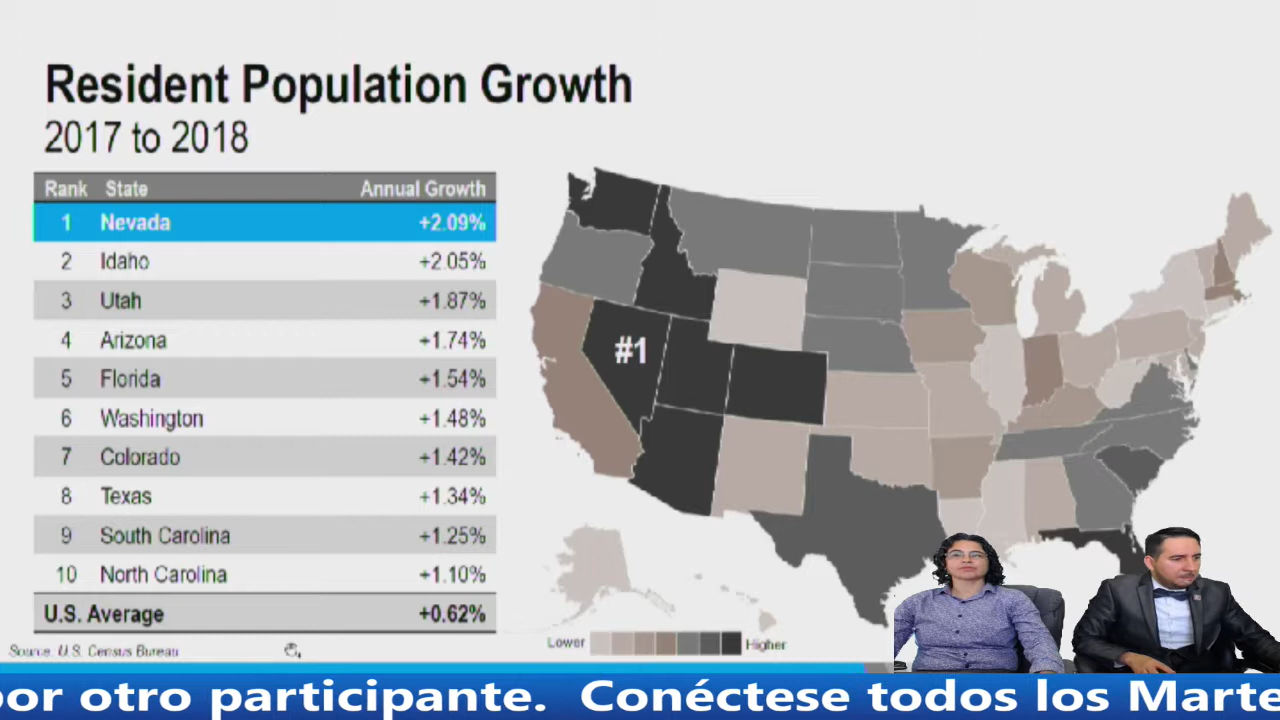 Resident Population Growth
2017 to 2018
Rank State Annual Growth
1 Nevada +2.09%
2 Idaho +2.05%
3 Utah +1.87%
4 Arizona +1.74%
5 Florida +1.54%
6 Washington +1.48%
7 Colorado +1.42%
8 Texas +1.34%
9 South Carolina +1.25%
10 North Carolina +1.10%
U.S. Average +0.62%
Source: U.S. Census Bureau
#1
Lower Higher
por otro participante. Conéctese todos los Marte